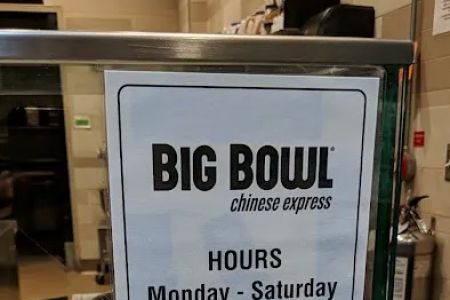 BIG BOWL
chinese express
HOURS
Monday - Saturday